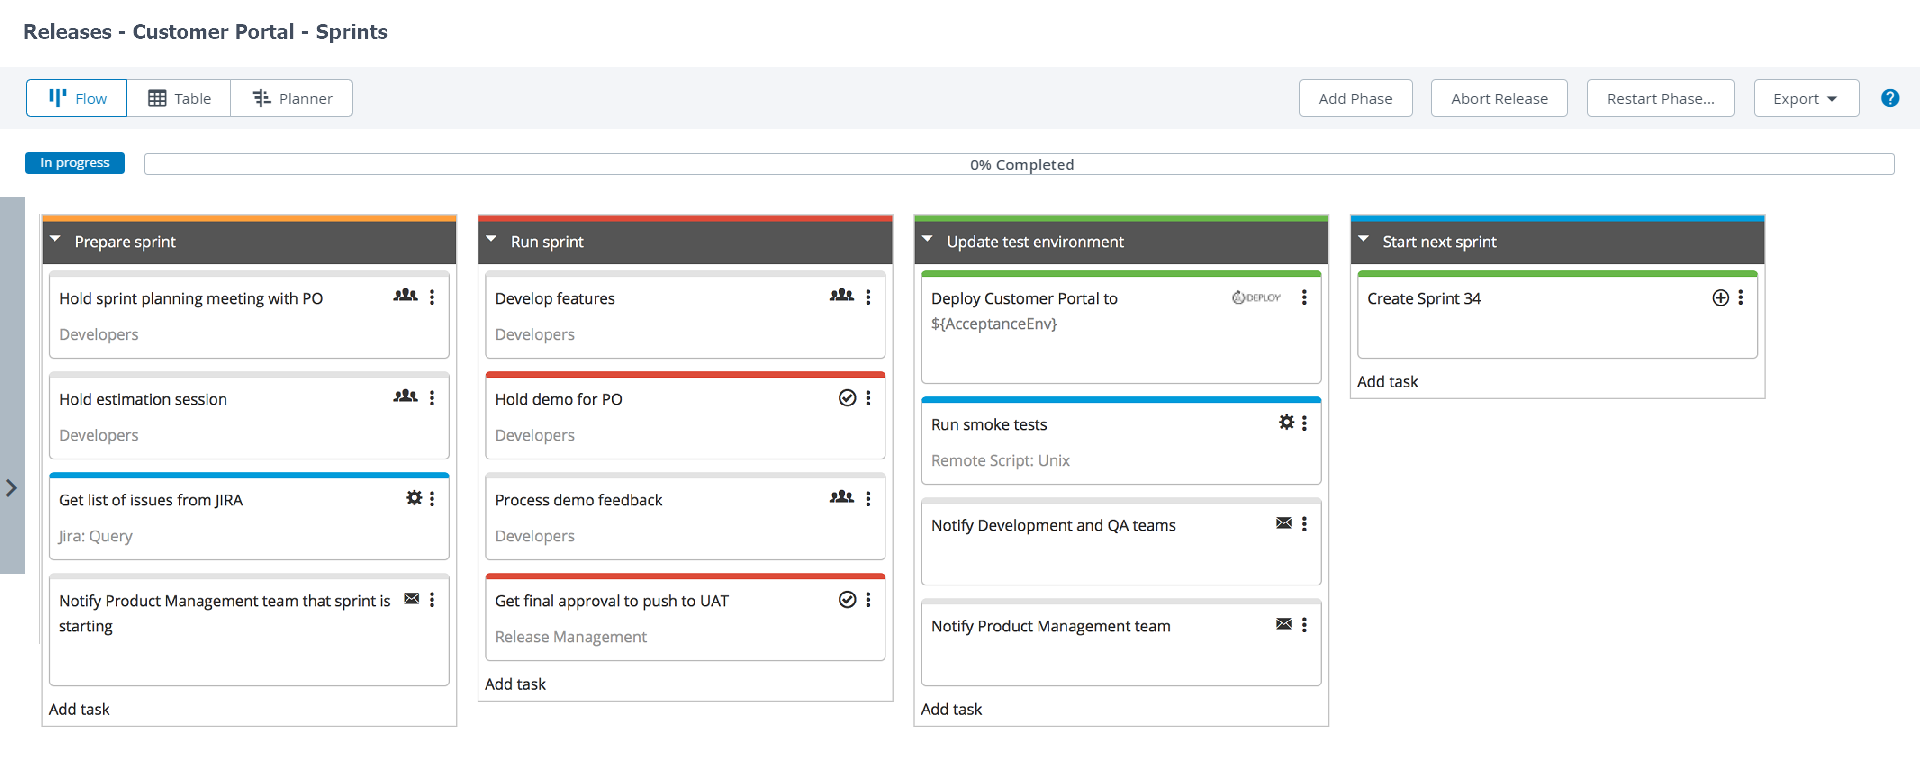 Releases - Customer Portal - Sprints
Flow
Table
Planner
Add Phase
Abort Release
Restart Phase...
Export
?
In progress
0% Completed
Prepare sprint
Hold sprint planning meeting with PO
Developers
Hold estimation session
Developers
Get list of issues from JIRA
Jira: Query
Notify Product Management team that sprint is
starting
Add task
Run sprint
Develop features
Developers
Hold demo for PO
Developers
Process demo feedback
Developers
Get final approval to push to UAT
Release Management
Add task
Update test environment
Deploy Customer Portal to
DEPLOY
${AcceptanceEnv}
Run smoke tests
Remote Script: Unix
Notify Development and QA teams
Notify Product Management team
Add task
Start next sprint
Create Sprint 34
Add task